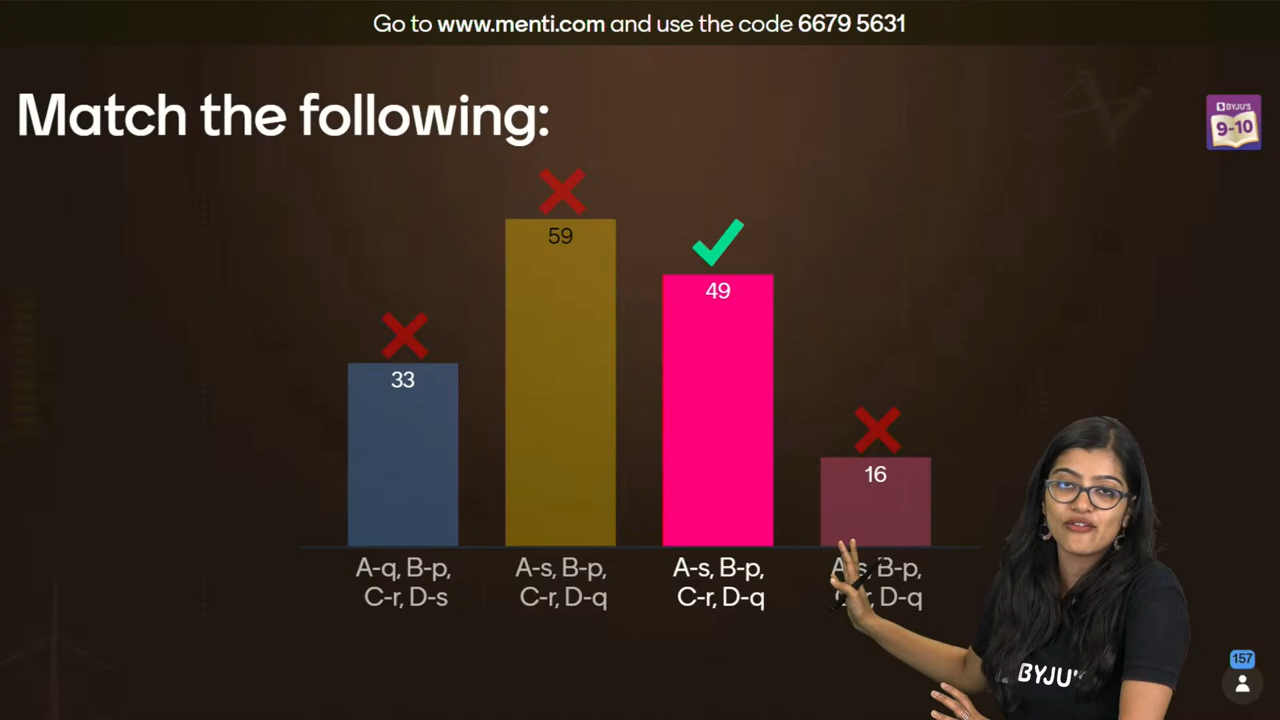 Go to www.menti.com and use the code 6679 5631
Match the following:
BYJU'S
9-10
59
49
33
16
A-q, B-p,
C-r, D-s
A-s, B-p,
C-r, D-q
A-s, B-p,
C-r, D-q
B-p,
D-q
BYJU'S
157